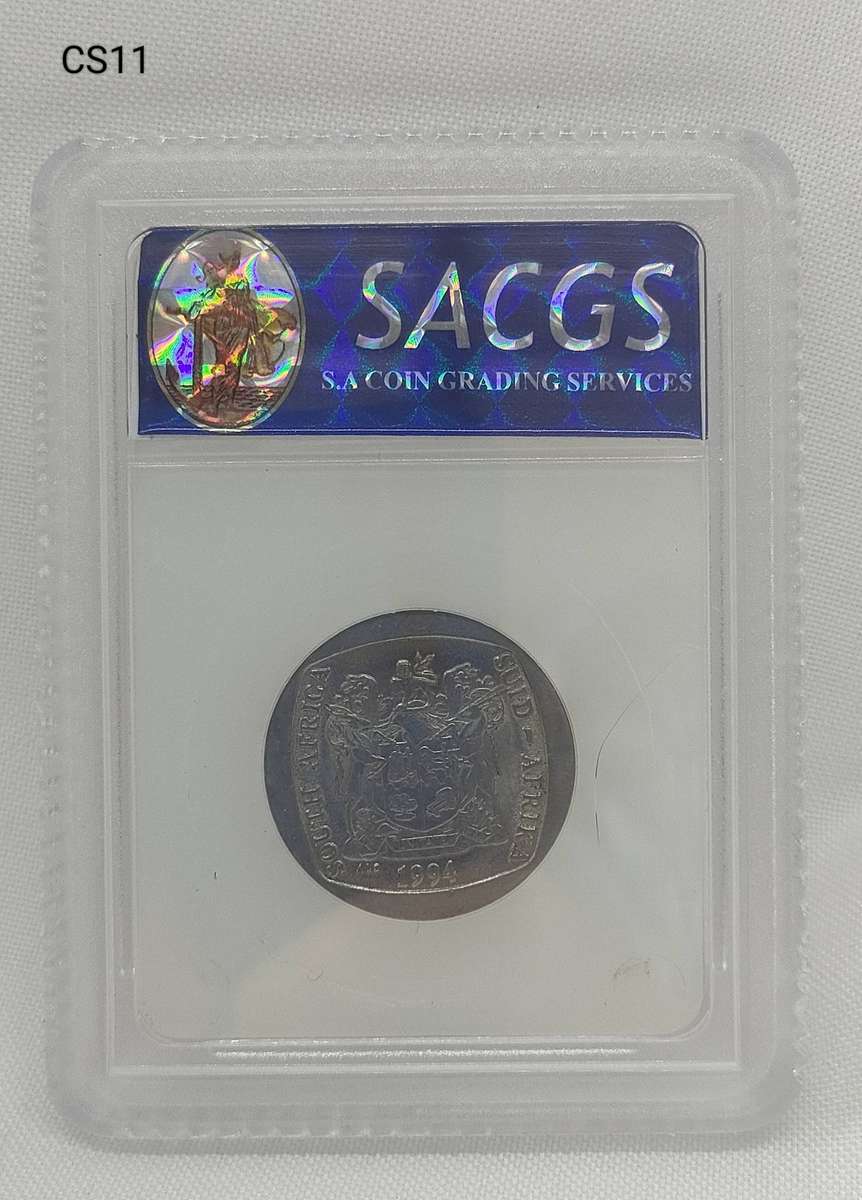 CS11
SACGS
S.A COIN GRADING SERVICES
SOUTH AFRICA
SUID - AFRIKA
1994